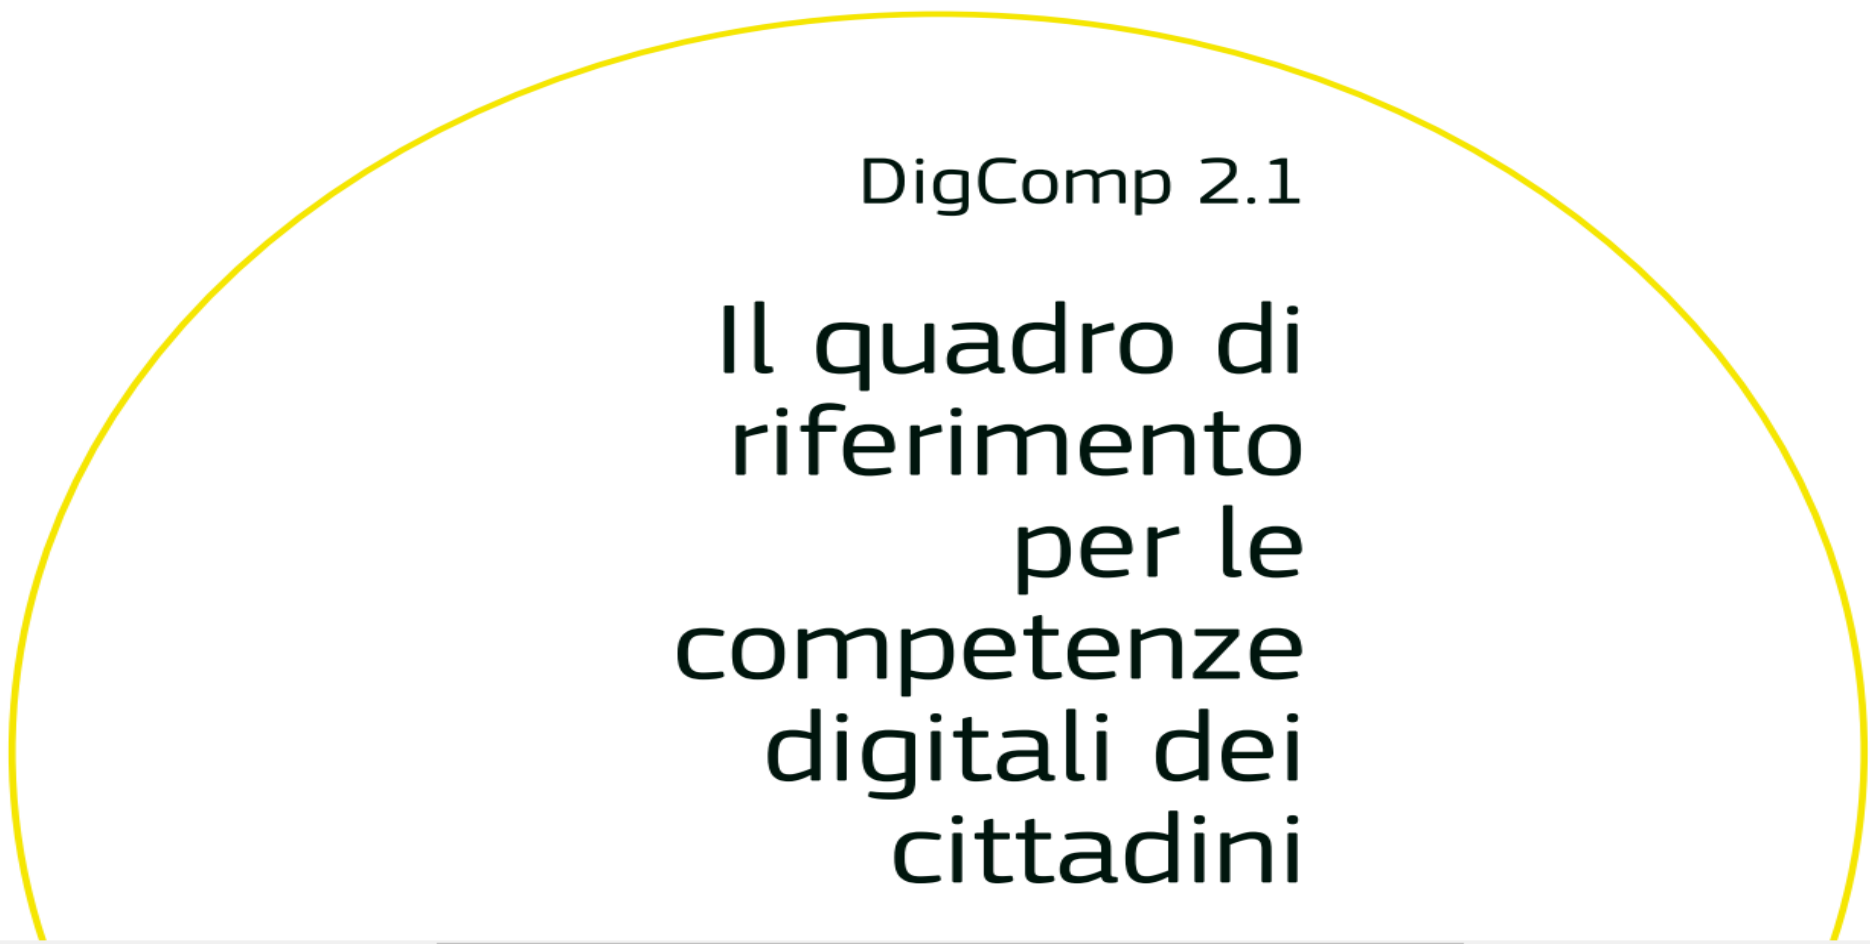 DigComp 2.1
Il quadro di
riferimento
per le
competenze
digitali dei
cittadini